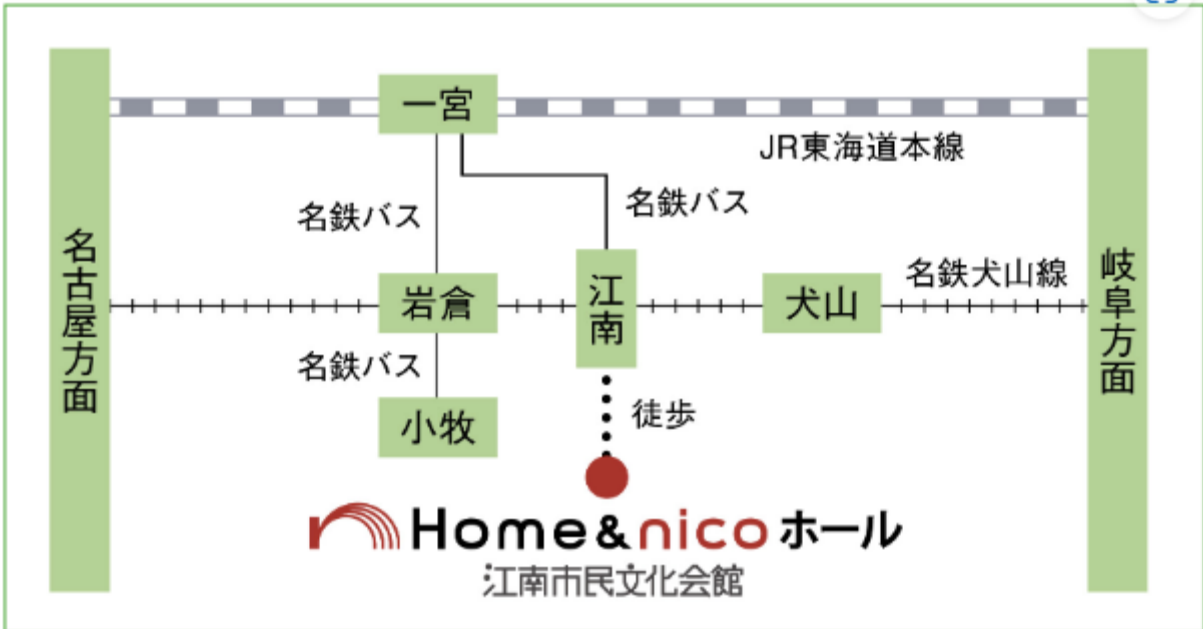 一宮
JR東海道本線
名鉄バス
名鉄バス
名古屋方面
岩倉
江南
犬山
名鉄犬山線
岐阜方面
名鉄バス
小牧
徒歩
Home&nicoホール
江南市民文化会館